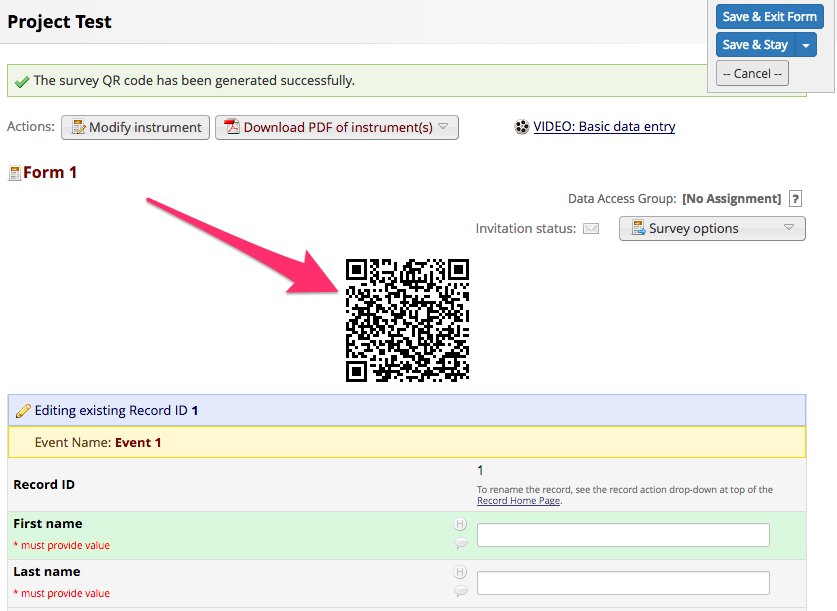 Project Test
Save & Exit Form
Save & Stay
-- Cancel --
The survey QR code has been generated successfully.
Actions: Modify instrument Download PDF of instrument(s) VIDEO: Basic data entry
Form 1
Data Access Group: [No Assignment] ?
Invitation status: Survey options
Editing existing Record ID 1
Event Name: Event 1
Record ID
1
To rename the record, see the record action drop-down at top of the
Record Home Page.
First name
H
* must provide value
Last name
H
* must provide value